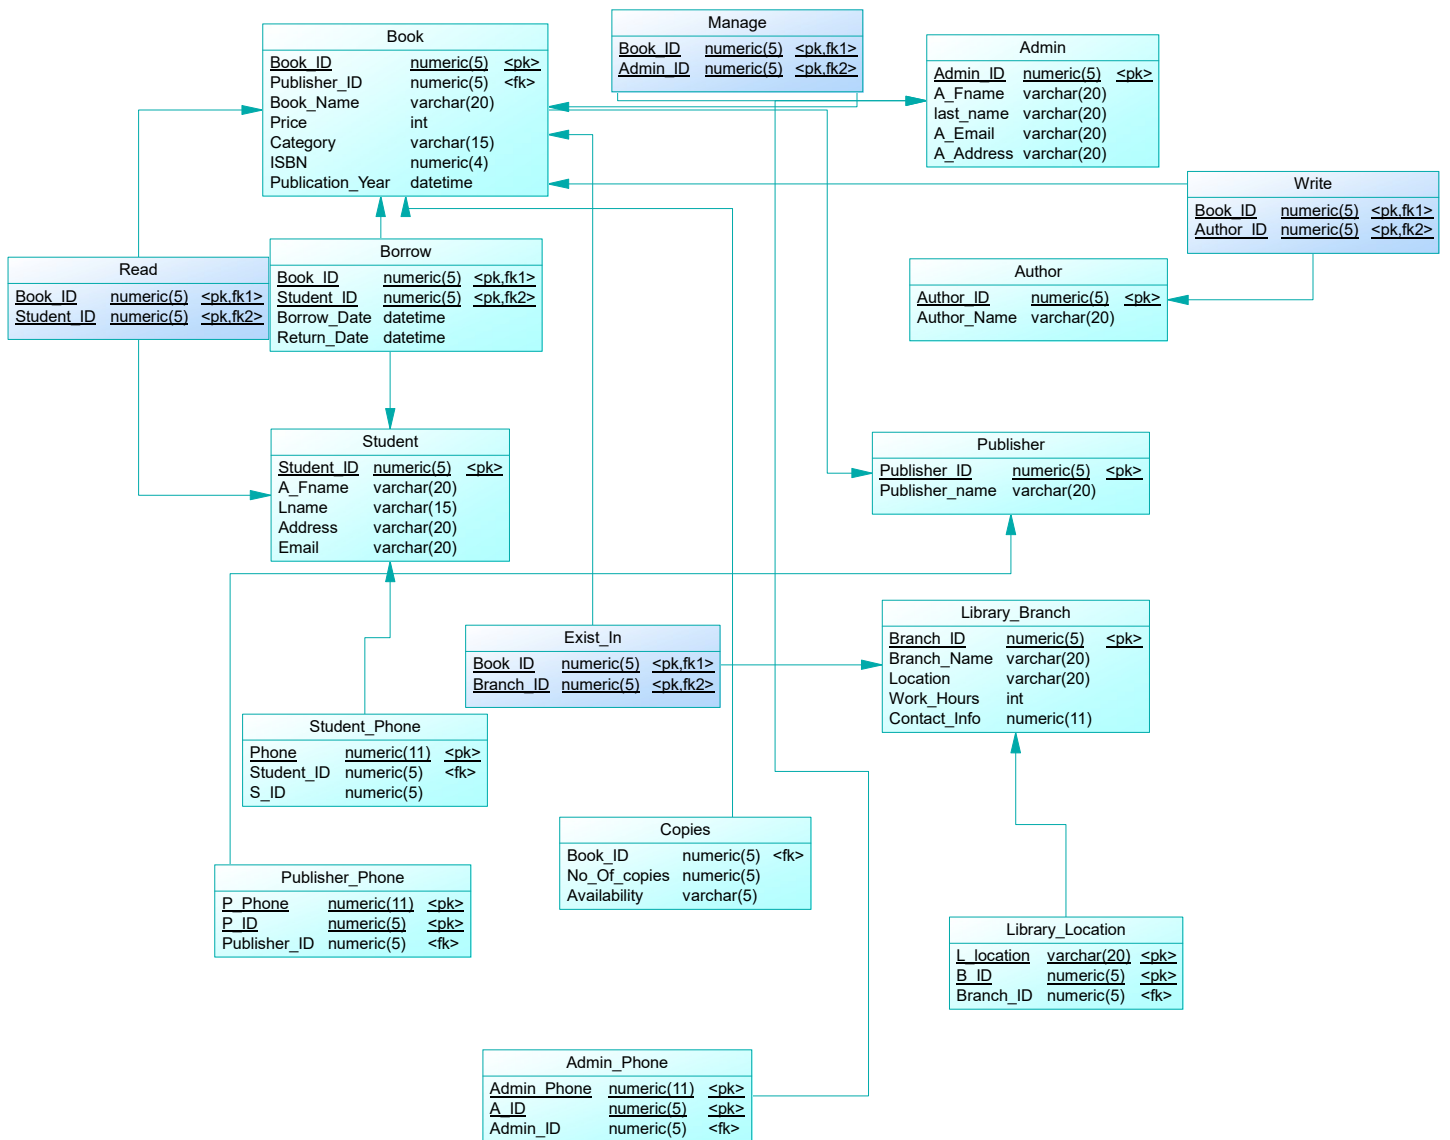 Book
Book_ID numeric(5) <pk>
Publisher_ID numeric(5) <fk>
Book_Name varchar(20)
Price int
Category varchar(15)
ISBN numeric(4)
Publication_Year datetime
Manage
Book_ID numeric(5) <pk,fk1>
Admin_ID numeric(5) <pk,fk2>
Admin
Admin_ID numeric(5) <pk>
A_Fname varchar(20)
last_name varchar(20)
A_Email varchar(20)
A_Address varchar(20)
Write
Book_ID numeric(5) <pk,fk1>
Author_ID numeric(5) <pk,fk2>
Read
Book_ID numeric(5) <pk,fk1>
Student_ID numeric(5) <pk,fk2>
Borrow
Book_ID numeric(5) <pk,fk1>
Student_ID numeric(5) <pk,fk2>
Borrow_Date datetime
Return_Date datetime
Author
Author_ID numeric(5) <pk>
Author_Name varchar(20)
Student
Student_ID numeric(5) <pk>
A_Fname varchar(20)
Lname varchar(15)
Address varchar(20)
Email varchar(20)
Publisher
Publisher_ID numeric(5) <pk>
Publisher_name varchar(20)
Exist_In
Book_ID numeric(5) <pk,fk1>
Branch_ID numeric(5) <pk,fk2>
Library_Branch
Branch_ID numeric(5) <pk>
Branch_Name varchar(20)
Location varchar(20)
Work_Hours int
Contact_Info numeric(11)
Student_Phone
Phone numeric(11) <pk>
Student_ID numeric(5) <fk>
S_ID numeric(5)
Copies
Book_ID numeric(5) <fk>
No_Of_copies numeric(5)
Availability varchar(5)
Publisher_Phone
P_Phone numeric(11) <pk>
P_ID numeric(5) <pk>
Publisher_ID numeric(5) <fk>
Library_Location
L_location varchar(20) <pk>
B_ID numeric(5) <pk>
Branch_ID numeric(5) <fk>
Admin_Phone
Admin_Phone numeric(11) <pk>
A_ID numeric(5) <pk>
Admin_ID numeric(5) <fk>